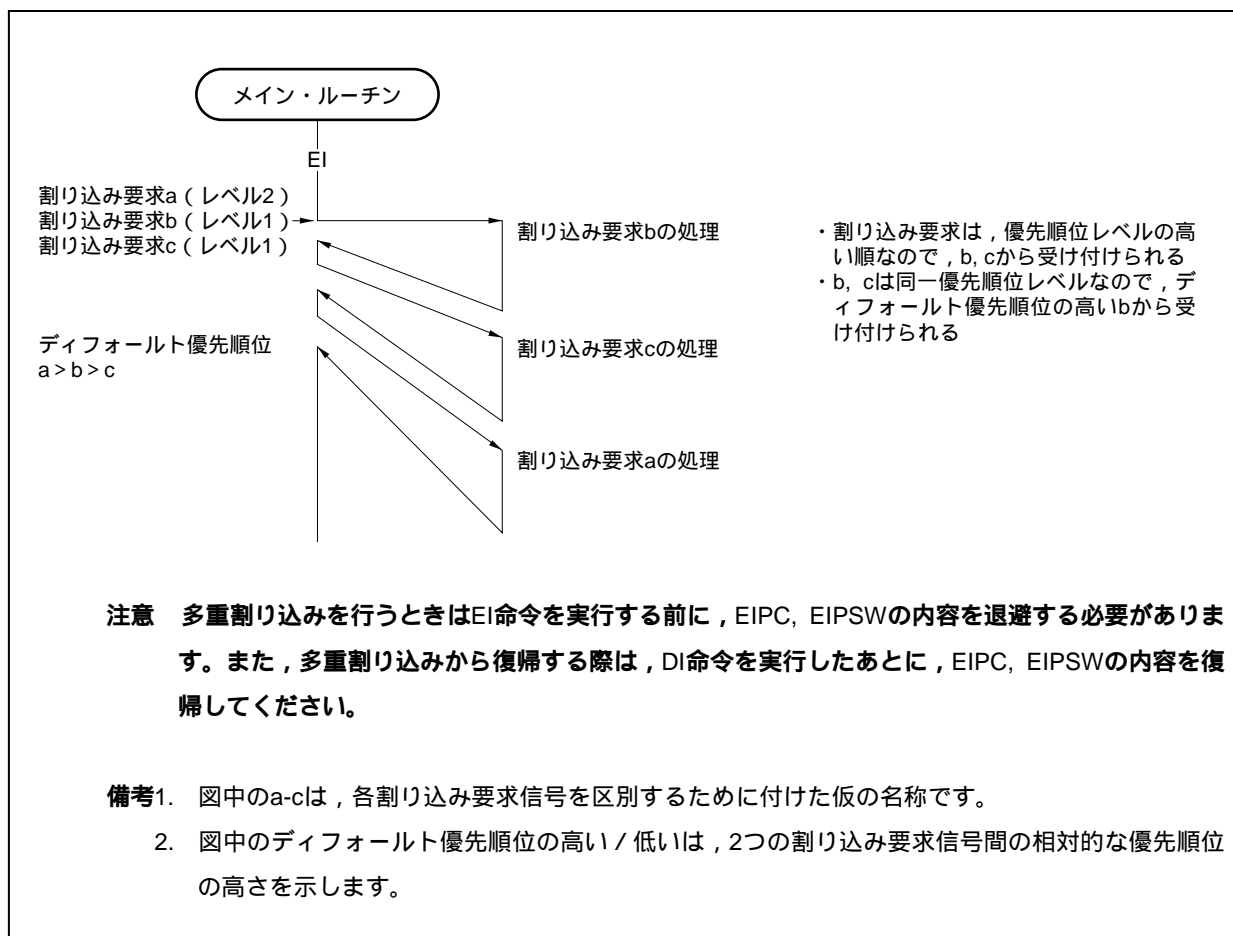 メイン・ルーチン
EI
割り込み要求a（レベル2）
割り込み要求b（レベル1）
割り込み要求c（レベル1）
ディフォールト優先順位
a＞b＞c
割り込み要求bの処理
割り込み要求cの処理
割り込み要求aの処理
・割り込み要求は，優先順位レベルの高
い順なので，b, cから受け付けられる
・b, cは同一優先順位レベルなので，デ
ィフォールト優先順位の高いbから受
け付けられる
注意 多重割り込みを行うときはEI命令を実行する前に，EIPC, EIPSWの内容を退避する必要がありま
す。また，多重割り込みから復帰する際は，DI命令を実行したあとに，EIPC, EIPSWの内容を復
帰してください。
備考1. 図中のa-cは，各割り込み要求信号を区別するために付けた仮の名称です。
2. 図中のディフォールト優先順位の高い／低いは，2つの割り込み要求信号間の相対的な優先順位
の高さを示します。